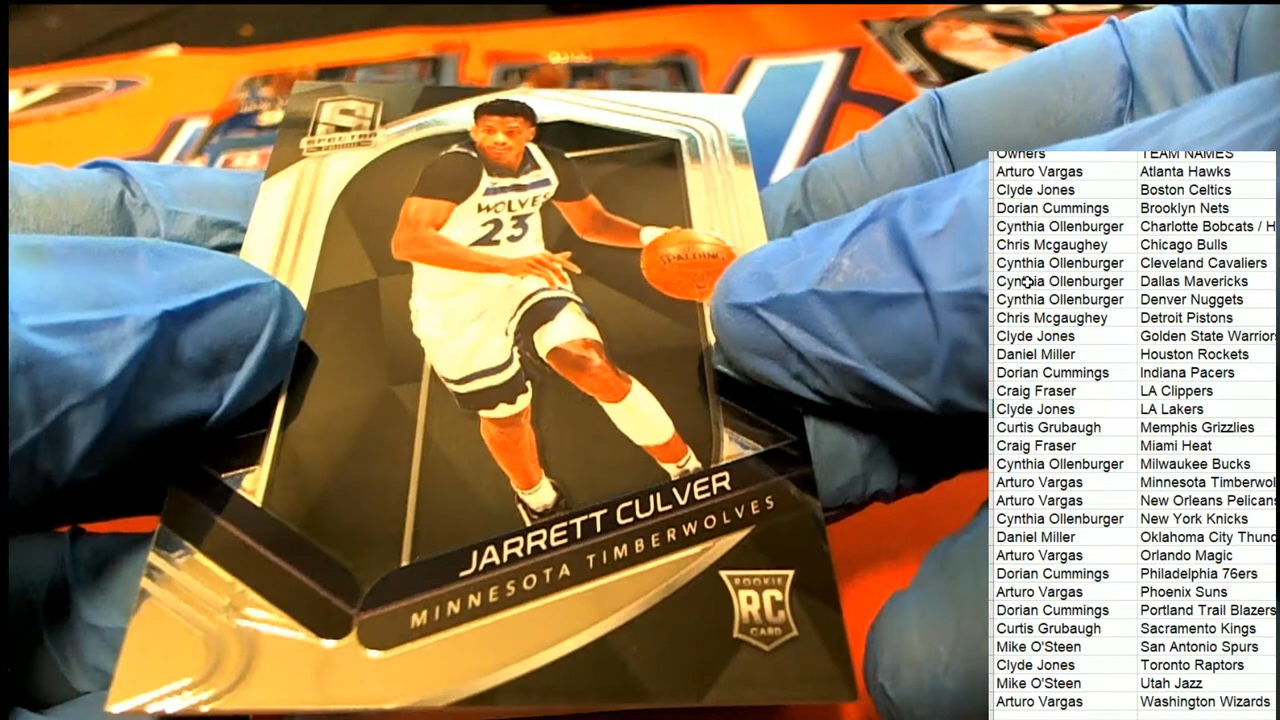 SPECTRA
PANINI
WOLVES
23
SPALDING
JARRETT CULVER
MINNESOTA TIMBERWOLVES
ROOKIE
RC
CARD
Owners TEAM NAMES
Arturo Vargas Atlanta Hawks
Clyde Jones Boston Celtics
Dorian Cummings Brooklyn Nets
Cynthia Ollenburger Charlotte Bobcats / H
Chris Mcgaughey Chicago Bulls
Cynthia Ollenburger Cleveland Cavaliers
Cynthia Ollenburger Dallas Mavericks
Cynthia Ollenburger Denver Nuggets
Chris Mcgaughey Detroit Pistons
Clyde Jones Golden State Warriors
Daniel Miller Houston Rockets
Dorian Cummings Indiana Pacers
Craig Fraser LA Clippers
Clyde Jones LA Lakers
Curtis Grubaugh Memphis Grizzlies
Craig Fraser Miami Heat
Cynthia Ollenburger Milwaukee Bucks
Arturo Vargas Minnesota Timberwol
Arturo Vargas New Orleans Pelicans
Cynthia Ollenburger New York Knicks
Daniel Miller Oklahoma City Thund
Arturo Vargas Orlando Magic
Dorian Cummings Philadelphia 76ers
Arturo Vargas Phoenix Suns
Dorian Cummings Portland Trail Blazers
Curtis Grubaugh Sacramento Kings
Mike O'Steen San Antonio Spurs
Clyde Jones Toronto Raptors
Mike O'Steen Utah Jazz
Arturo Vargas Washington Wizards